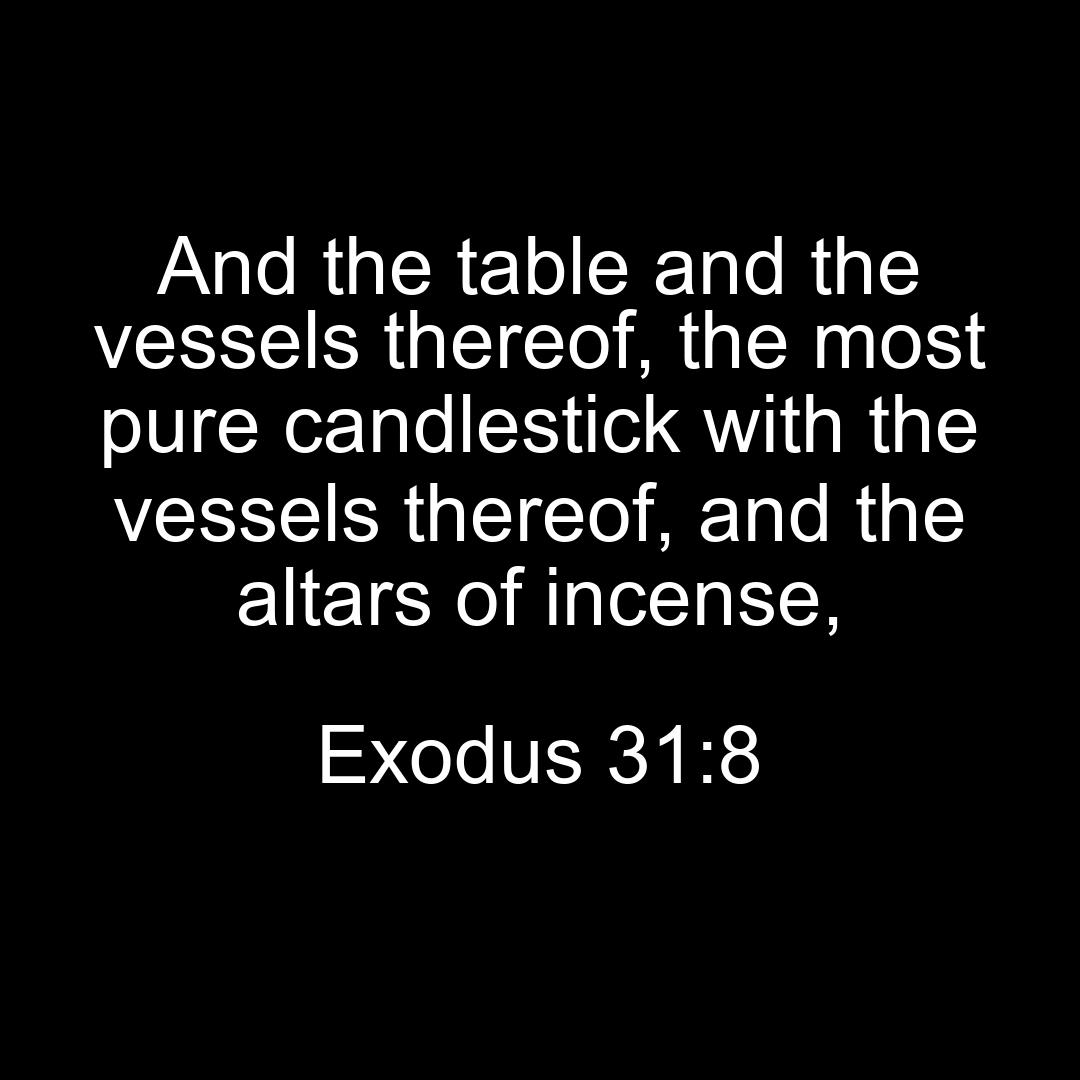 And the table and the
vessels thereof, the most
pure candlestick with the
vessels thereof, and the
altars of incense,
Exodus 31:8